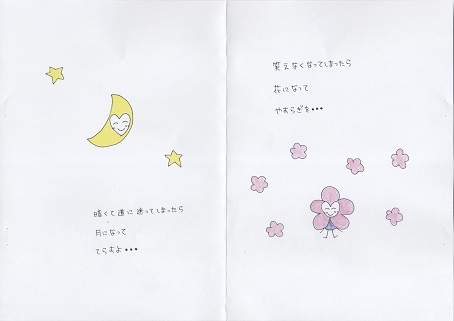 暗くて道に迷ってしまったら
月になって
てらすよ•••
笑えなくなってしまったら
花になって
やすらぎを•••